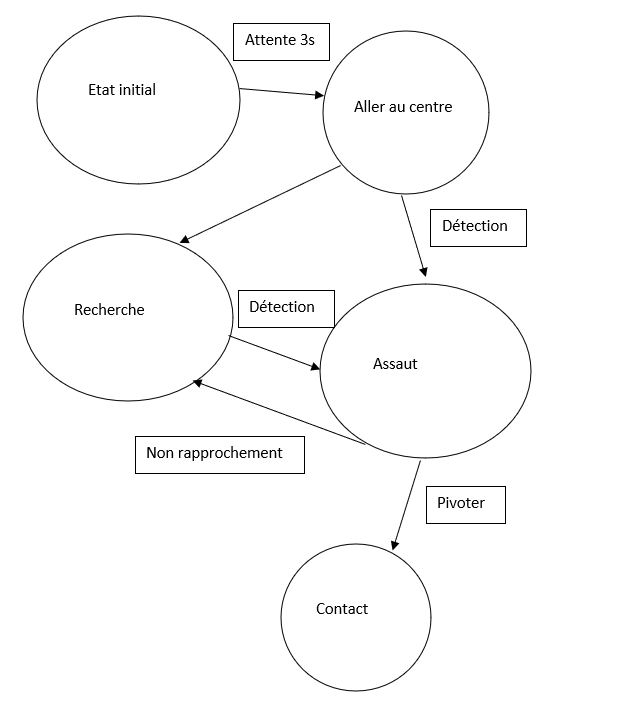 Attente 3s
Etat initial
Aller au centre
Détection
Recherche
Détection
Assaut
Non rapprochement
Pivoter
Contact